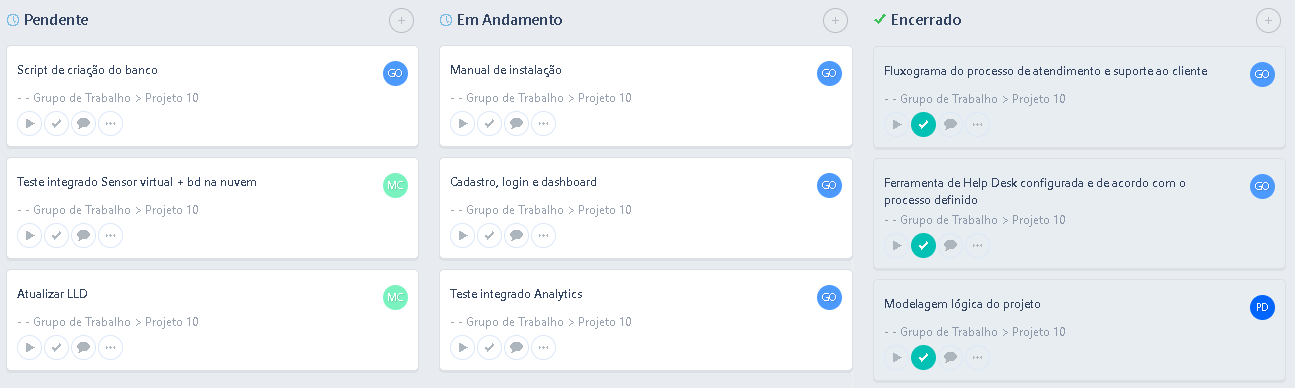 Pendente
Script de criação do banco
GO
- - Grupo de Trabalho > Projeto 10
Teste integrado Sensor virtual + bd na nuvem
MC
- - Grupo de Trabalho > Projeto 10
Atualizar LLD
MC
- - Grupo de Trabalho > Projeto 10
Em Andamento
Manual de instalação
GO
- - Grupo de Trabalho > Projeto 10
Cadastro, login e dashboard
GO
- - Grupo de Trabalho > Projeto 10
Teste integrado Analytics
GO
- - Grupo de Trabalho > Projeto 10
Encerrado
Fluxograma do processo de atendimento e suporte ao cliente
GO
- - Grupo de Trabalho > Projeto 10
Ferramenta de Help Desk configurada e de acordo com o
processo definido
GO
- - Grupo de Trabalho > Projeto 10
Modelagem lógica do projeto
PD
- - Grupo de Trabalho > Projeto 10